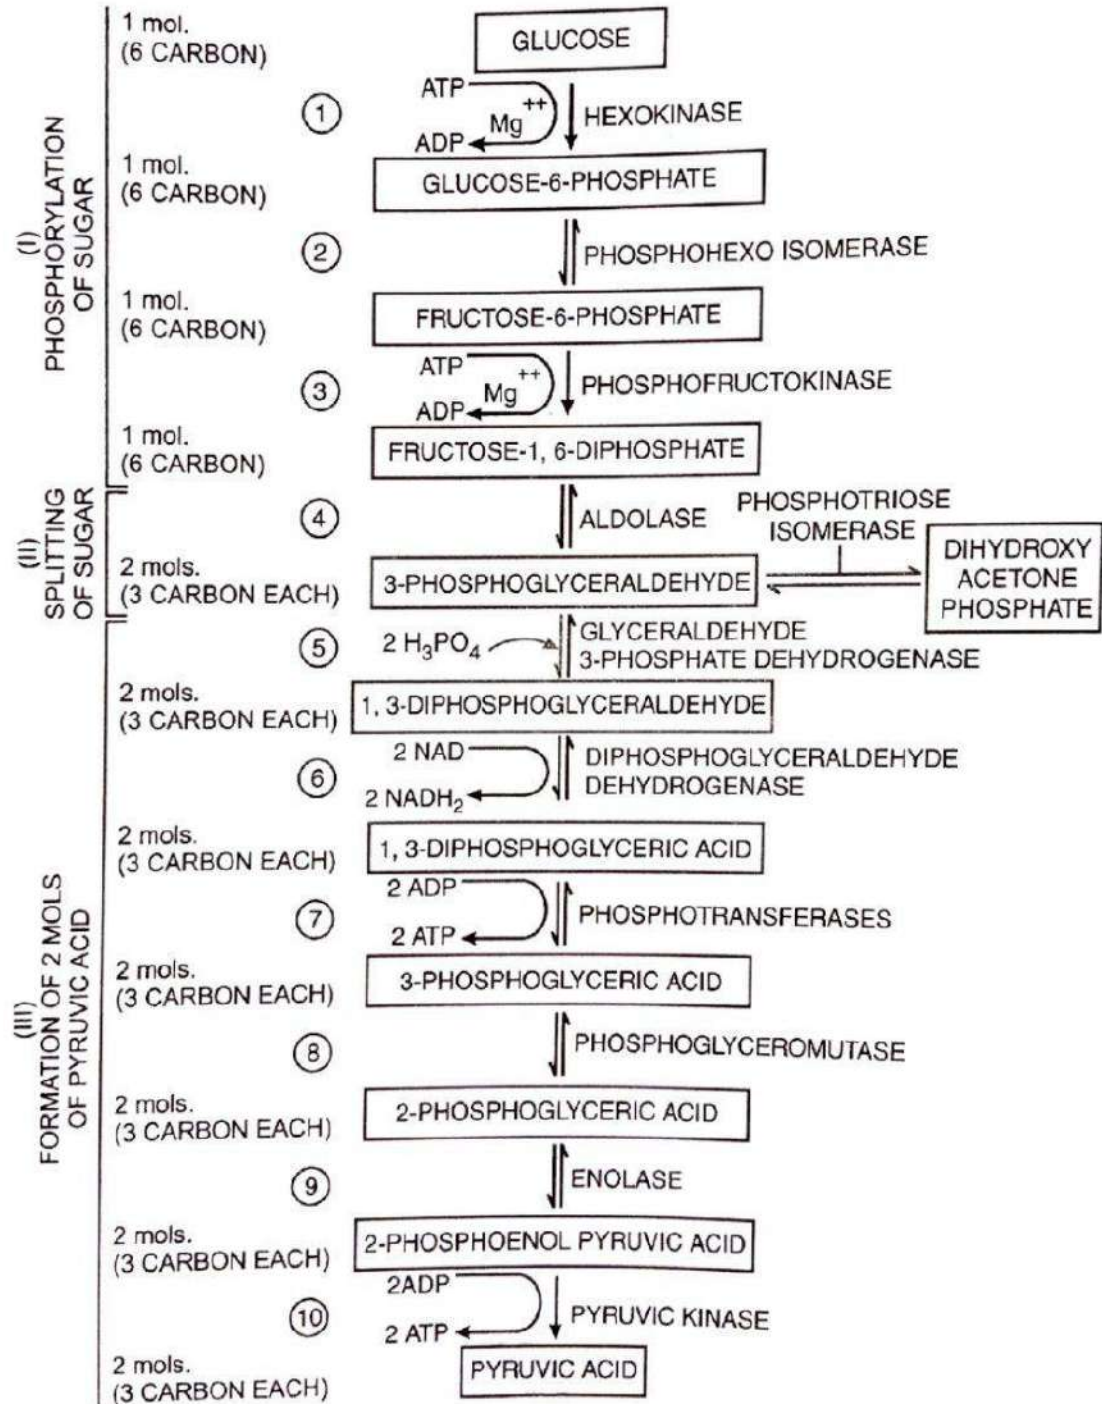 1 mol.
(6 CARBON)
GLUCOSE
1
ATP
Mg++
ADP
HEXOKINASE
1 mol.
(6 CARBON)
GLUCOSE-6-PHOSPHATE
(I)
PHOSPHORYLATION
OF SUGAR
2
PHOSPHOHEXO ISOMERASE
1 mol.
(6 CARBON)
FRUCTOSE-6-PHOSPHATE
3
ATP
Mg++
ADP
PHOSPHOFRUCTOKINASE
1 mol.
(6 CARBON)
FRUCTOSE-1, 6-DIPHOSPHATE
(II)
SPLITTING
OF SUGAR
4
ALDOLASE
PHOSPHOTRIOSE
ISOMERASE
2 mols.
(3 CARBON EACH)
3-PHOSPHOGLYCERALDEHYDE
DIHYDROXY
ACETONE
PHOSPHATE
5
2 H₃PO₄
GLYCERALDEHYDE
3-PHOSPHATE DEHYDROGENASE
2 mols.
(3 CARBON EACH)
1, 3-DIPHOSPHOGLYCERALDEHYDE
6
2 NAD
2 NADH₂
DIPHOSPHOGLYCERALDEHYDE
DEHYDROGENASE
2 mols.
(3 CARBON EACH)
1, 3-DIPHOSPHOGLYCERIC ACID
(III)
FORMATION OF 2 MOLS
OF PYRUVIC ACID
7
2 ADP
2 ATP
PHOSPHOTRANSFERASES
2 mols.
(3 CARBON EACH)
3-PHOSPHOGLYCERIC ACID
8
PHOSPHOGLYCEROMUTASE
2 mols.
(3 CARBON EACH)
2-PHOSPHOGLYCERIC ACID
9
ENOLASE
2 mols.
(3 CARBON EACH)
2-PHOSPHOENOL PYRUVIC ACID
10
2ADP
2 ATP
PYRUVIC KINASE
2 mols.
(3 CARBON EACH)
PYRUVIC ACID